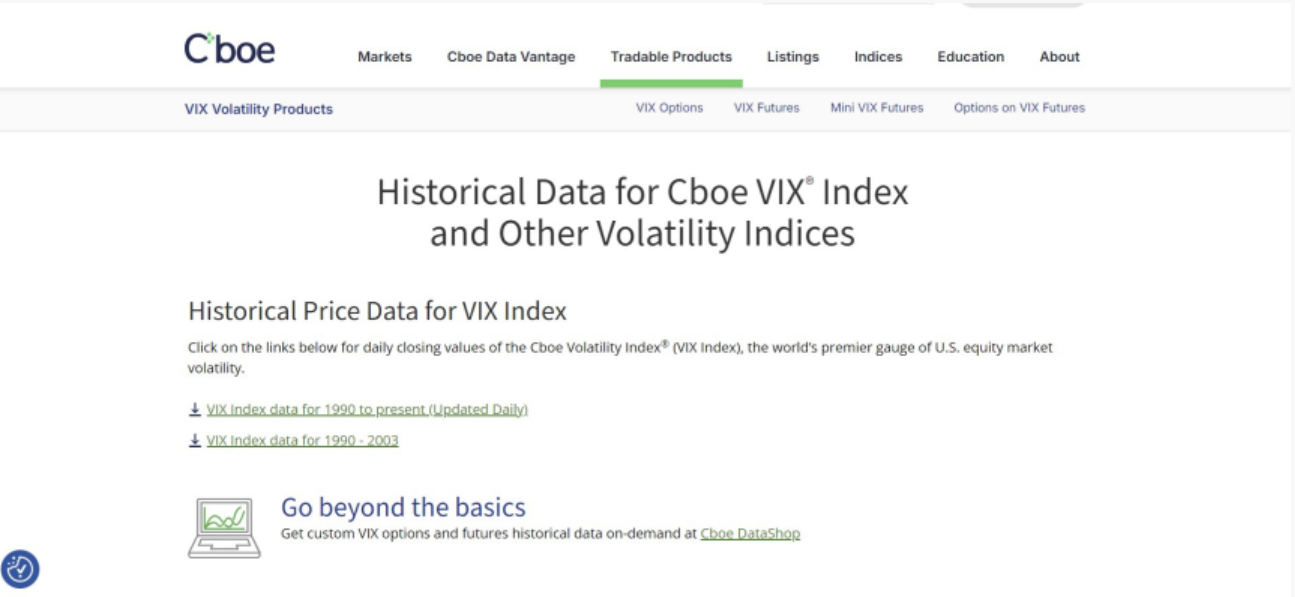 Cboe
Markets Cboe Data Vantage Tradable Products Listings Indices Education About
VIX Volatility Products VIX Options VIX Futures Mini VIX Futures Options on VIX Futures
Historical Data for Cboe VIX® Index
and Other Volatility Indices
Historical Price Data for VIX Index
Click on the links below for daily closing values of the Cboe Volatility Index® (VIX Index), the world's premier gauge of U.S. equity market
volatility.
VIX Index data for 1990 to present (Updated Daily)
VIX Index data for 1990 - 2003
Go beyond the basics
Get custom VIX options and futures historical data on-demand at Cboe DataShop